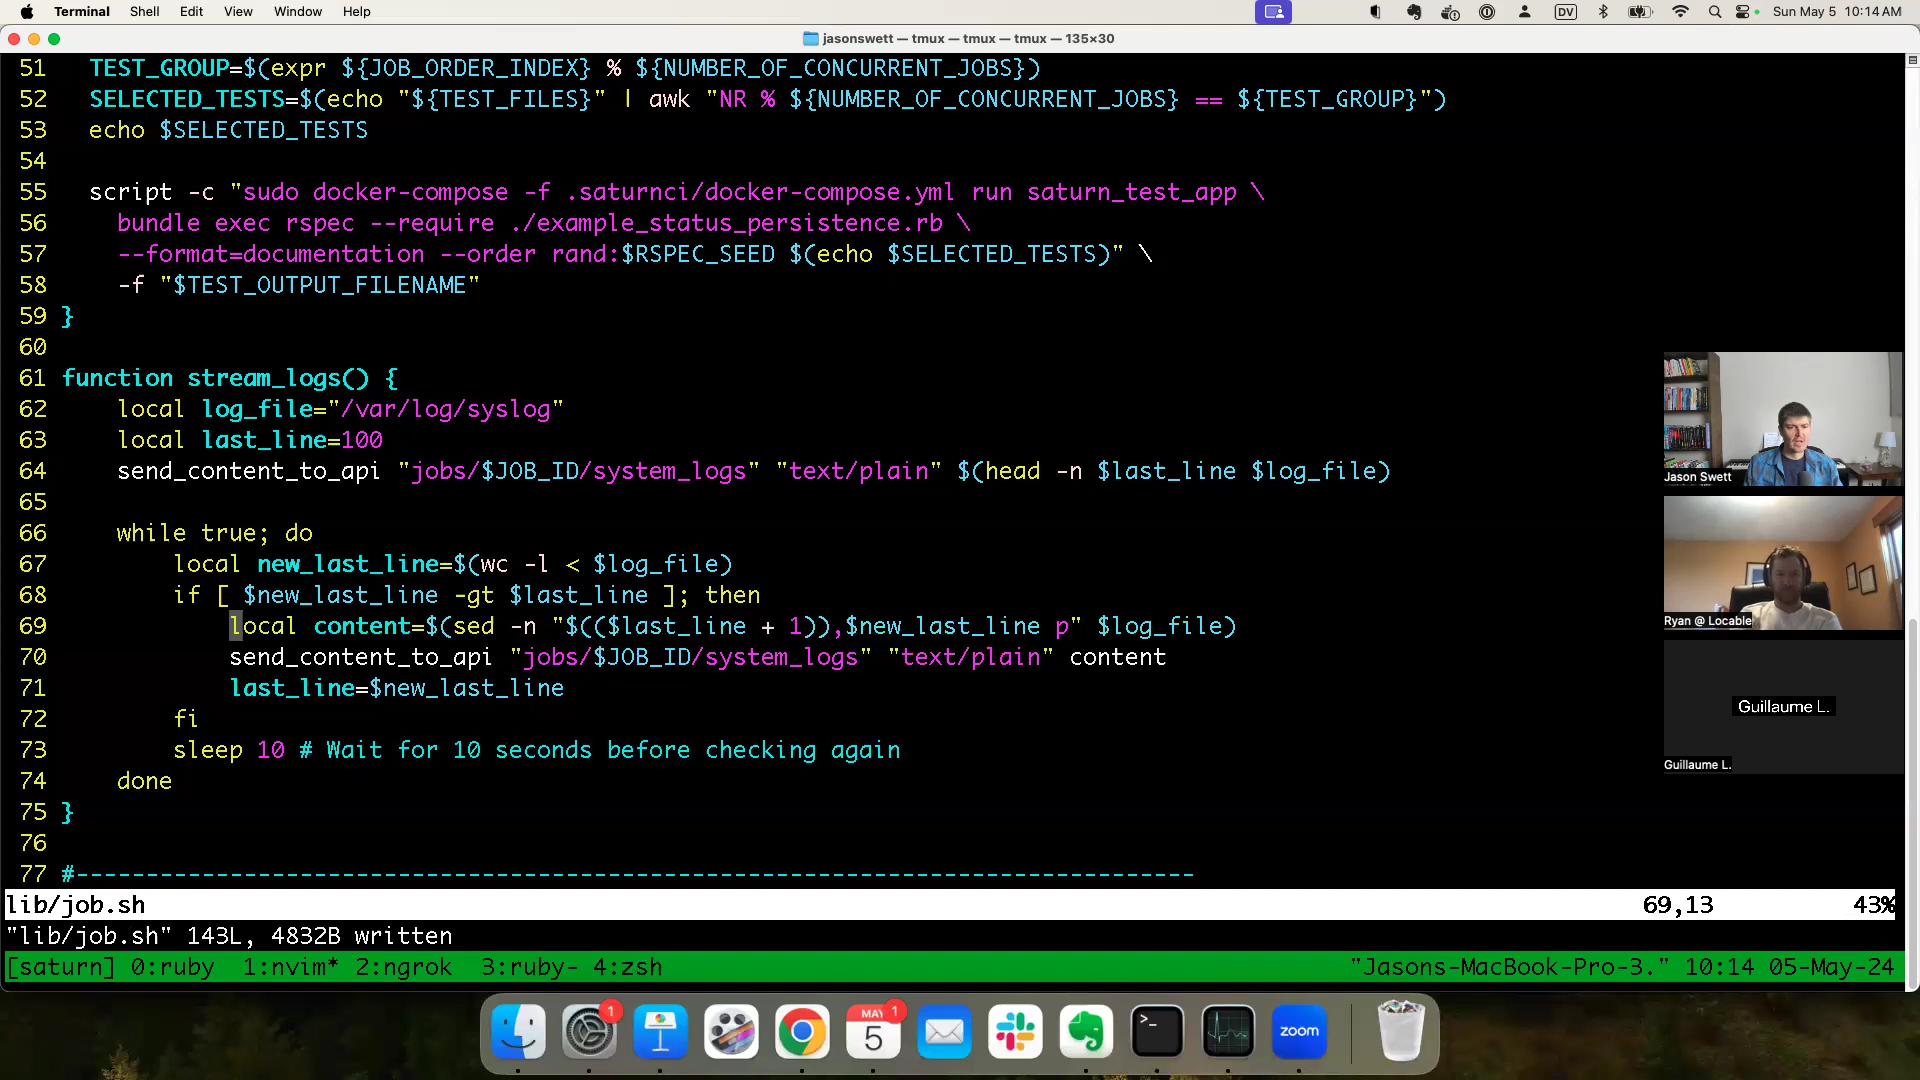 Terminal Shell Edit View Window Help DV Sun May 5 10:14 AM
jasonswett — tmux — tmux — tmux — 135×30
51 TEST_GROUP=$(expr ${JOB_ORDER_INDEX} % ${NUMBER_OF_CONCURRENT_JOBS})
52 SELECTED_TESTS=$(echo "${TEST_FILES}" | awk "NR % ${NUMBER_OF_CONCURRENT_JOBS} == ${TEST_GROUP}")
53 echo $SELECTED_TESTS
54
55 script -c "sudo docker-compose -f .saturnci/docker-compose.yml run saturn_test_app \
56 bundle exec rspec --require ./example_status_persistence.rb \
57 --format=documentation --order rand:$RSPEC_SEED $(echo $SELECTED_TESTS)" \
58 -f "$TEST_OUTPUT_FILENAME"
59 }
60
61 function stream_logs() {
62 local log_file="/var/log/syslog"
63 local last_line=100
64 send_content_to_api "jobs/$JOB_ID/system_logs" "text/plain" $(head -n $last_line $log_file)
65
66 while true; do
67 local new_last_line=$(wc -l < $log_file)
68 if [ $new_last_line -gt $last_line ]; then
69 local content=$(sed -n "$(($last_line + 1)),$new_last_line p" $log_file)
70 send_content_to_api "jobs/$JOB_ID/system_logs" "text/plain" content
71 last_line=$new_last_line
72 fi
73 sleep 10 # Wait for 10 seconds before checking again
74 done
75 }
76
77 #--------------------------------------------------------------------------------
lib/job.sh 69,13 43%
"lib/job.sh" 143L, 4832B written
[saturn] 0:ruby 1:nvim* 2:ngrok 3:ruby- 4:zsh "Jasons-MacBook-Pro-3." 10:14 05-May-24
Jason Swett
Ryan @ Locable
Guillaume L.
Guillaume L.
1
MAY
5
1
>_
zoom